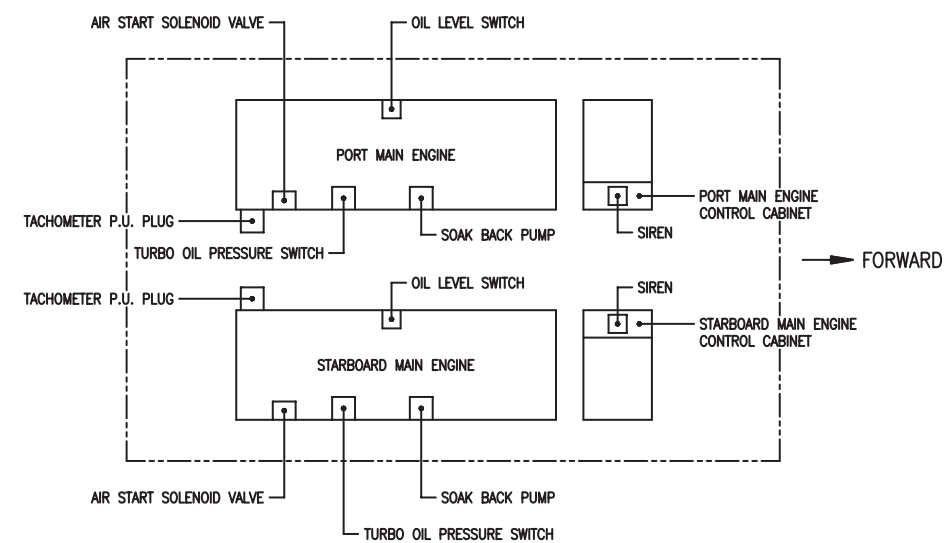 AIR START SOLENOID VALVE
OIL LEVEL SWITCH
PORT MAIN ENGINE
PORT MAIN ENGINE
CONTROL CABINET
TACHOMETER P.U. PLUG
SIREN
SOAK BACK PUMP
TURBO OIL PRESSURE SWITCH
FORWARD
OIL LEVEL SWITCH
SIREN
TACHOMETER P.U. PLUG
STARBOARD MAIN ENGINE
CONTROL CABINET
STARBOARD MAIN ENGINE
AIR START SOLENOID VALVE
SOAK BACK PUMP
TURBO OIL PRESSURE SWITCH